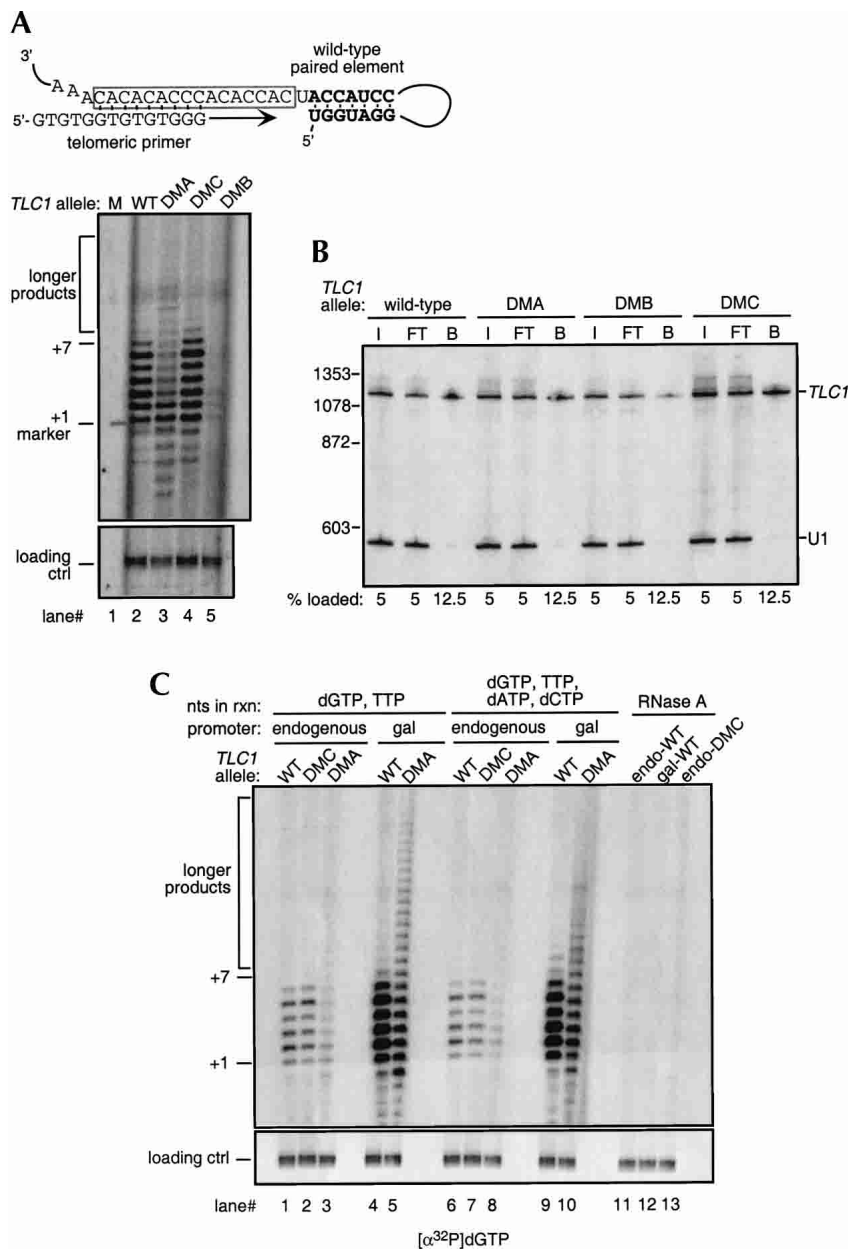 A
wild-type
paired element
3'
AAACACACACCCACACCACUACCAUCC
5'- GTGTGGTGTGTGGG
UGGUAGG
5'
telomeric primer
TLC1 allele: M WT DMA DMC DMB
longer
products
+7
+1
marker
loading
ctrl
lane# 1 2 3 4 5
B
TLC1
allele: wild-type DMA DMB DMC
I FT B I FT B I FT B I FT B
1353
1078
872
603
TLC1
U1
% loaded: 5 5 12.5 5 5 12.5 5 5 12.5 5 5 12.5
C
nts in rxn: dGTP, TTP dGTP, TTP, dATP, dCTP RNase A
promoter: endogenous gal endogenous gal
TLC1
allele: WT DMC DMA WT DMA WT DMC DMA WT DMA endo-WT gal-WT endo-DMC
longer
products
+7
+1
loading ctrl
lane# 1 2 3 4 5 6 7 8 9 10 11 12 13
[α32P]dGTP